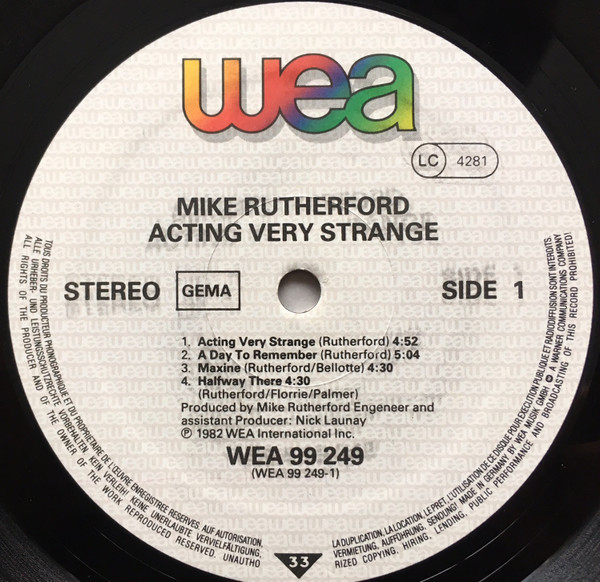 wea
LC 4281
MIKE RUTHERFORD
ACTING VERY STRANGE
STEREO GEMA SIDE 1
1. Acting Very Strange (Rutherford) 4:52
2. A Day To Remember (Rutherford) 5:04
3. Maxine (Rutherford/Bellotte) 4:30
4. Halfway There 4:30
(Rutherford/Florrie/Palmer)
Produced by Mike Rutherford Engeneer and
assistant Producer: Nick Launay
℗ 1982 WEA International Inc.
WEA 99 249
(WEA 99 249-1)
33
TOUS DROITS DU PRODUCTEUR PHONOGRAPHIQUE ET DU PROPRIETAIRE DE L'ŒUVRE ENREGISTREE RESERVES. SAUF AUTORISATION,
LA DUPLICATION, LA LOCATION, LE PRET, L'UTILISATION DE CE DISQUE POUR EXECUTION PUBLIQUE ET RADIODIFFUSION SONT INTERDITS.
ALLE URHEBER- UND LEISTUNGSSCHUTZRECHTE VORBEHALTEN. KEIN VERLEIH! KEINE UNERLAUBTE VERVIELFÄLTIGUNG,
VERMIETUNG, AUFFÜHRUNG, SENDUNG! MADE IN GERMANY BY WEA MUSIK GMBH A WARNER COMMUNICATIONS COMPANY
ALL RIGHTS OF THE PRODUCER AND OF THE OWNER OF THE WORK REPRODUCED RESERVED. UNAUTHO
RIZED COPYING, HIRING, LENDING, PUBLIC PERFORMANCE AND BROADCASTING OF THIS RECORD PROHIBITED!